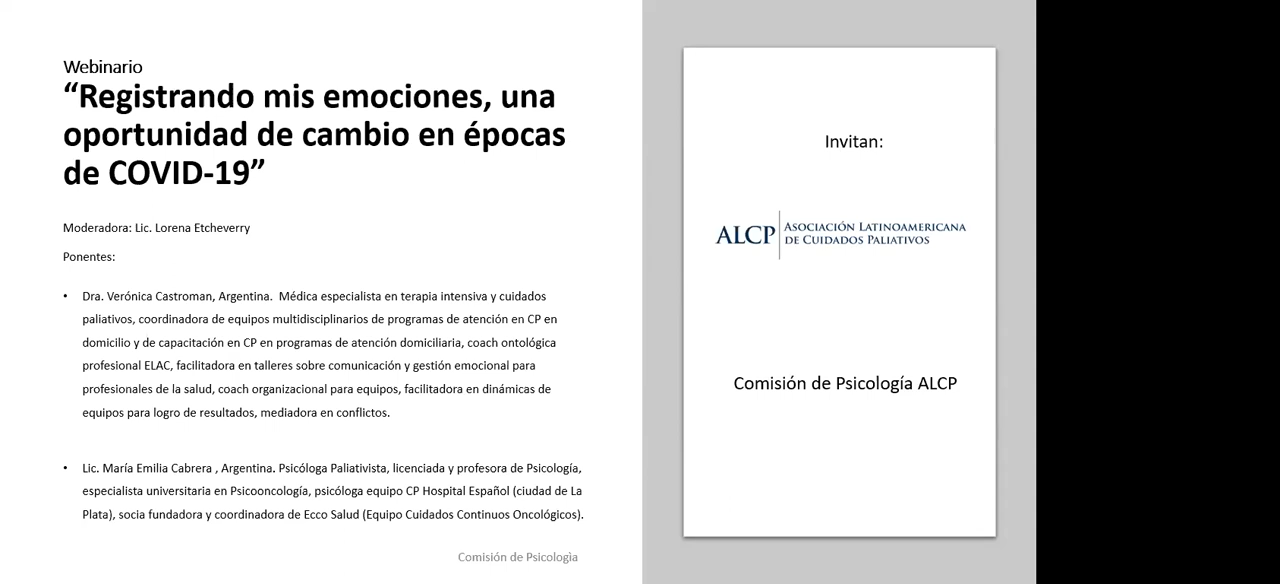 Webinario
“Registrando mis emociones, una
oportunidad de cambio en épocas
de COVID-19”
Moderadora: Lic. Lorena Etcheverry
Ponentes:
• Dra. Verónica Castroman, Argentina. Médica especialista en terapia intensiva y cuidados
paliativos, coordinadora de equipos multidisciplinarios de programas de atención en CP en
domicilio y de capacitación en CP en programas de atención domiciliaria, coach ontológica
profesional ELAC, facilitadora en talleres sobre comunicación y gestión emocional para
profesionales de la salud, coach organizacional para equipos, facilitadora en dinámicas de
equipos para logro de resultados, mediadora en conflictos.
• Lic. María Emilia Cabrera , Argentina. Psicóloga Paliativista, licenciada y profesora de Psicología,
especialista universitaria en Psicooncología, psicóloga equipo CP Hospital Español (ciudad de La
Plata), socia fundadora y coordinadora de Ecco Salud (Equipo Cuidados Continuos Oncológicos).
Comisión de Psicologìa
Invitan:
ALCP
Asociación Latinoamericana
de Cuidados Paliativos
Comisión de Psicología ALCP